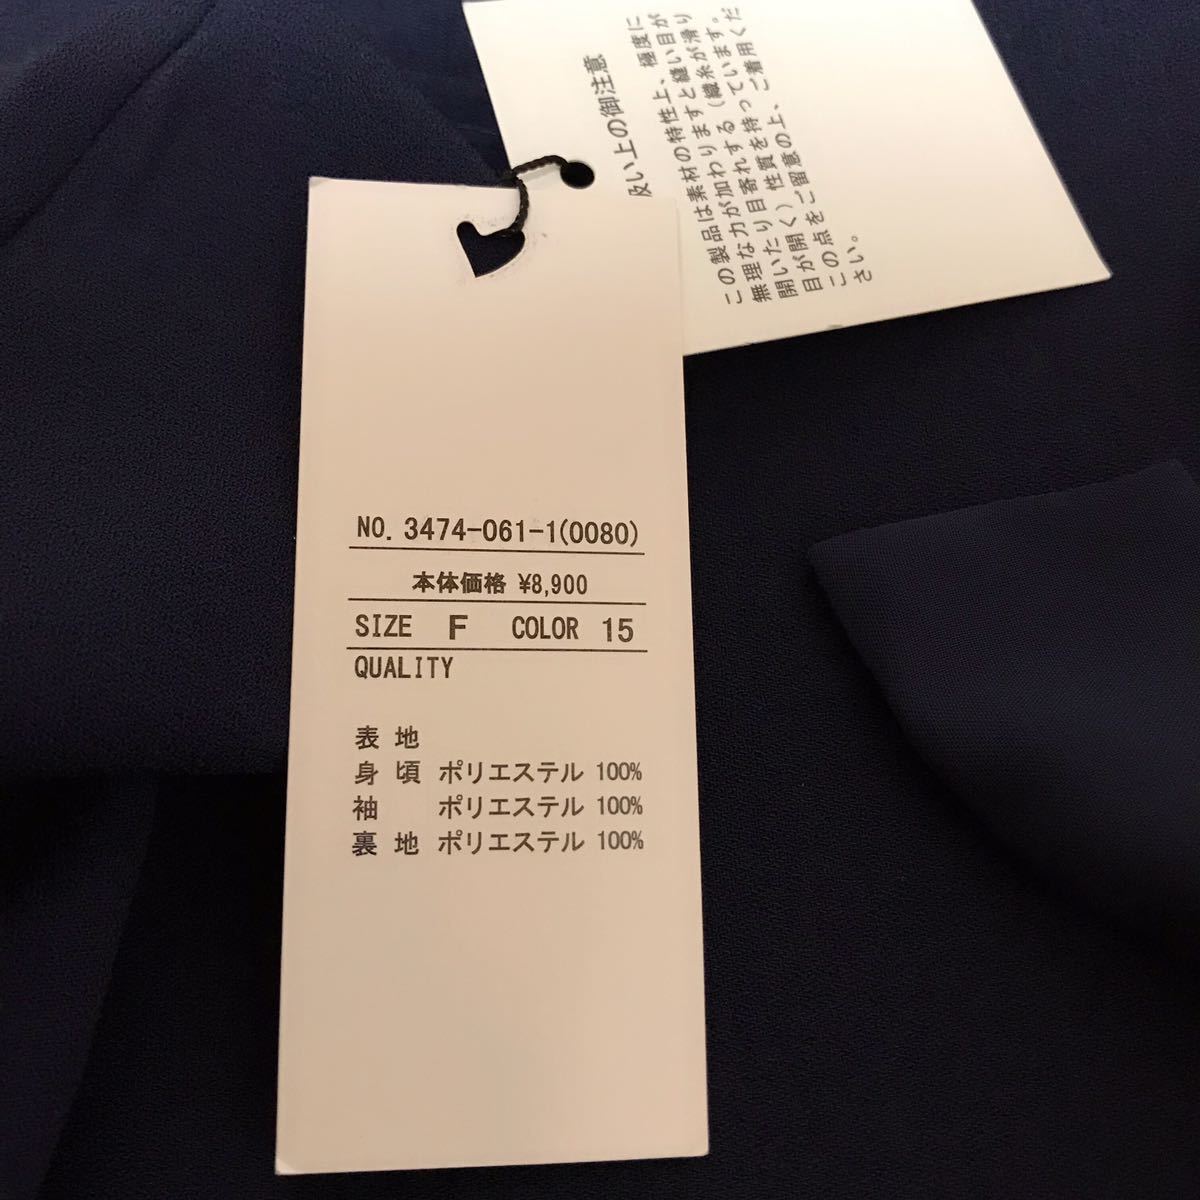 NO. 3474-061-1(0080)
本体価格 ¥8,900
SIZE F COLOR 15
QUALITY
表 地
身 頃 ポリエステル 100%
袖 ポリエステル 100%
裏 地 ポリエステル 100%
及い上の御注意
この製品は素材の特性上、極度に
無理な力が加わりますと縫い目が
開いたり目寄れする（織糸が滑り
目が開く）性質を持っています。
この点をご留意の上、ご着用くだ
さい。